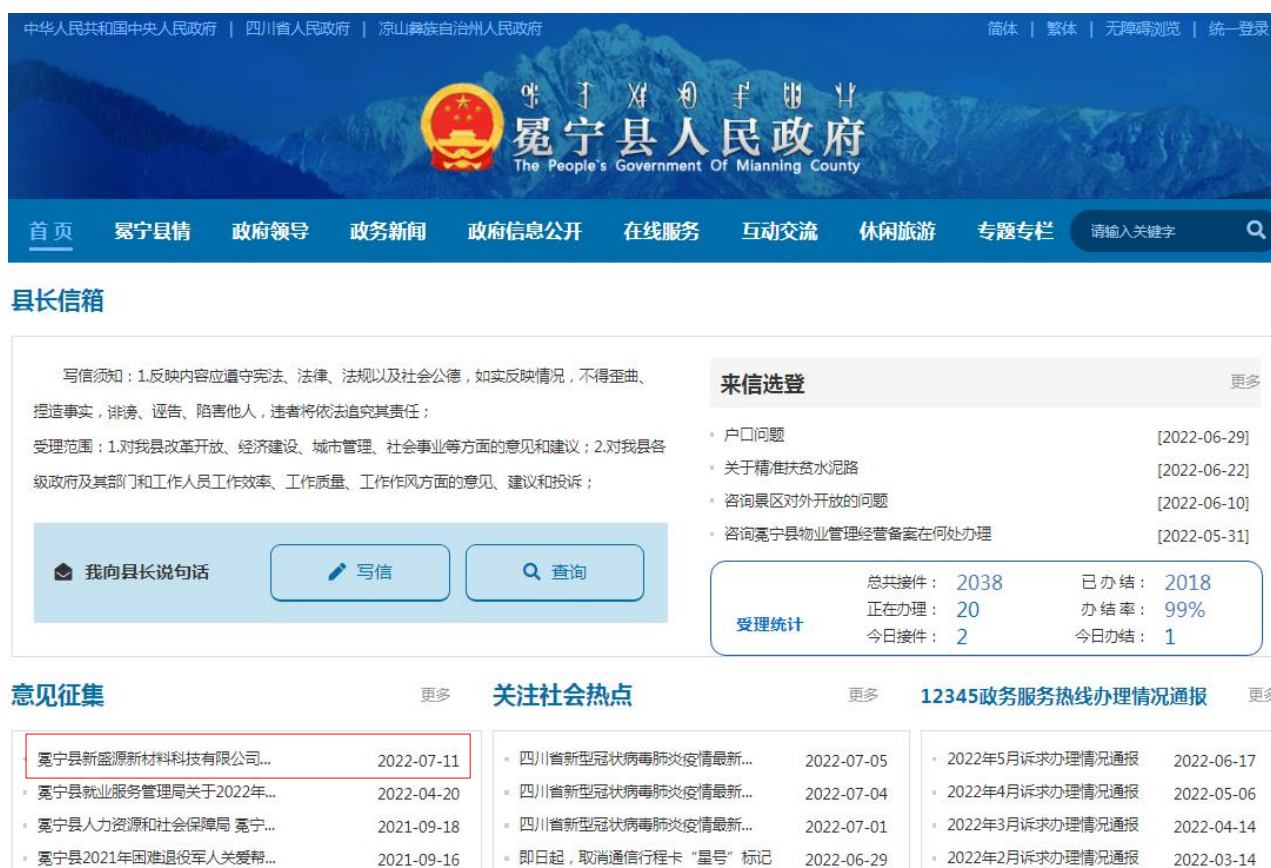 中华人民共和国中央人民政府 | 四川省人民政府 | 凉山彝族自治州人民政府
简体 | 繁体 | 无障碍浏览 | 统一登录
冕宁县人民政府
The People's Government Of Mianning County
首页 冕宁县情 政府领导 政务新闻 政府信息公开 在线服务 互动交流 休闲旅游 专题专栏 请输入关键字
县长信箱
写信须知：1.反映内容应遵守宪法、法律、法规以及社会公德，如实反映情况，不得歪曲、
捏造事实，诽谤、诬告、陷害他人，违者将依法追究其责任；
受理范围：1.对我县改革开放、经济建设、城市管理、社会事业等方面的意见和建议；2.对我县各
级政府及其部门和工作人员工作效率、工作质量、工作作风方面的意见、建议和投诉；
我向县长说句话 写信 查询
来信选登 更多
户口问题 [2022-06-29]
关于精准扶贫水泥路 [2022-06-22]
咨询景区对外开放的问题 [2022-06-10]
咨询冕宁县物业管理经营备案在何处办理 [2022-05-31]
受理统计
总共接件： 2038 已办结： 2018
正在办理： 20 办结率： 99%
今日接件： 2 今日办结： 1
意见征集 更多
冕宁县新盛源新材料科技有限公司... 2022-07-11
冕宁县就业服务管理局关于2022年... 2022-04-20
冕宁县人力资源和社会保障局 冕宁... 2021-09-18
冕宁县2021年困难退役军人关爱帮... 2021-09-16
关注社会热点 更多
四川省新型冠状病毒肺炎疫情最新... 2022-07-05
四川省新型冠状病毒肺炎疫情最新... 2022-07-04
四川省新型冠状病毒肺炎疫情最新... 2022-07-01
即日起，取消通信行程卡“星号”标记 2022-06-29
12345政务服务热线办理情况通报 更多
2022年5月诉求办理情况通报 2022-06-17
2022年4月诉求办理情况通报 2022-05-06
2022年3月诉求办理情况通报 2022-04-14
2022年2月诉求办理情况通报 2022-03-14